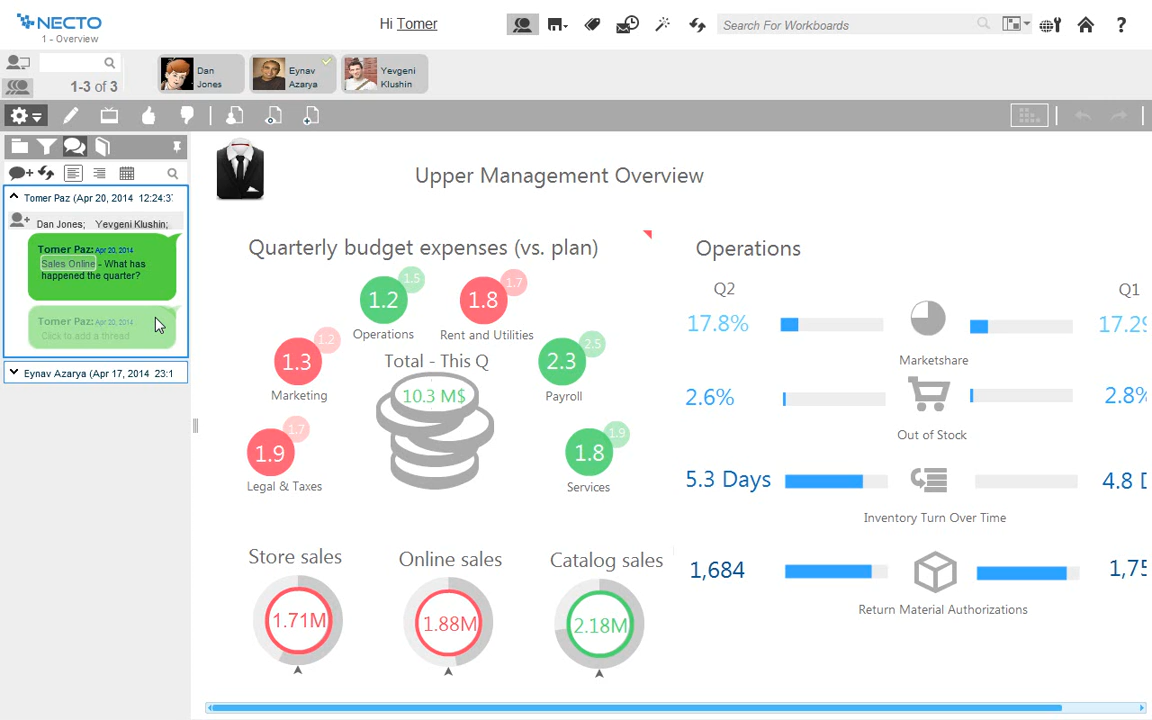 NECTO
1 - Overview
Hi Tomer
Search For Workboards
?
1-3 of 3
Dan
Jones
Eynav
Azarya
Yevgeni
Klushin
Tomer Paz (Apr 20, 2014 12:24:3
Dan Jones; Yevgeni Klushin;
Tomer Paz: Apr 20, 2014
Sales Online - What has
happened the quarter?
Tomer Paz: Apr 20, 2014
Click to add a thread
Eynav Azarya (Apr 17, 2014 23:1
Upper Management Overview
Quarterly budget expenses (vs. plan)
1.2
1.5
Operations
1.8
1.7
Rent and Utilities
1.3
1.2
Marketing
Total - This Q
10.3 M$
2.3
2.5
Payroll
1.9
1.7
Legal & Taxes
1.8
1.9
Services
Store sales
1.71M
Online sales
1.88M
Catalog sales
2.18M
Operations
Q2
Q1
17.8%
17.2%
Marketshare
2.6%
2.8%
Out of Stock
5.3 Days
4.8 D
Inventory Turn Over Time
1,684
1,75
Return Material Authorizations